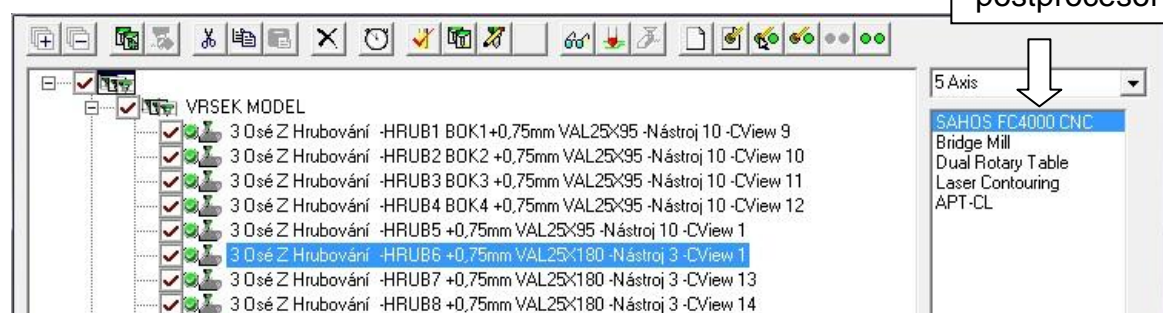 postprocesor
5 Axis
VRSEK MODEL
3 Osé Z Hrubování -HRUB1 BOK1+0,75mm VAL25X95 -Nástroj 10 -CView 9
3 Osé Z Hrubování -HRUB2 BOK2 +0,75mm VAL25X95 -Nástroj 10 -CView 10
3 Osé Z Hrubování -HRUB3 BOK3 +0,75mm VAL25X95 -Nástroj 10 -CView 11
3 Osé Z Hrubování -HRUB4 BOK4 +0,75mm VAL25X95 -Nástroj 10 -CView 12
3 Osé Z Hrubování -HRUB5 +0,75mm VAL25X95 -Nástroj 10 -CView 1
3 Osé Z Hrubování -HRUB6 +0,75mm VAL25X180 -Nástroj 3 -CView 1
3 Osé Z Hrubování -HRUB7 +0,75mm VAL25X180 -Nástroj 3 -CView 13
3 Osé Z Hrubování -HRUB8 +0,75mm VAL25X180 -Nástroj 3 -CView 14
SAHOS FC4000 CNC
Bridge Mill
Dual Rotary Table
Laser Contouring
APT-CL